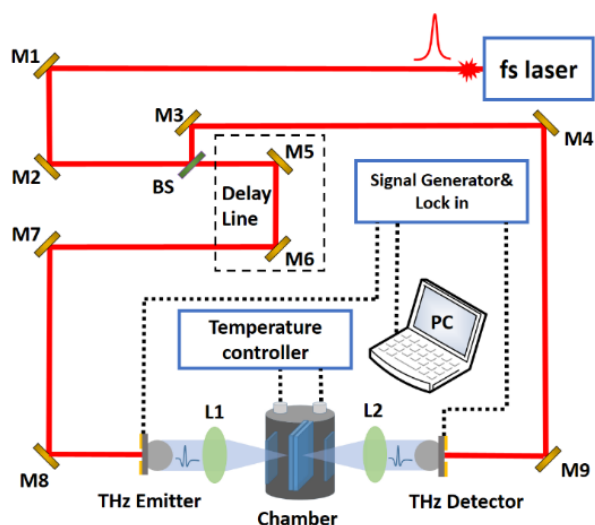 M1
fs laser
M3
M4
M2
BS
M5
Delay
Line
Signal Generator&
Lock in
M7
M6
PC
Temperature
controller
L1
L2
M8
M9
THz Emitter
THz Detector
Chamber